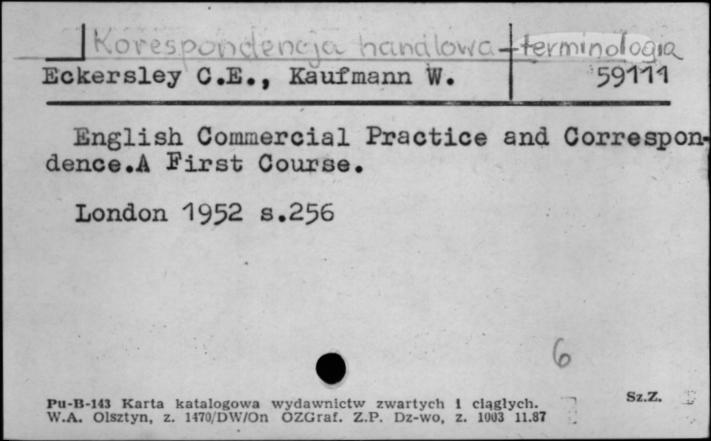 Korespondencja handlowa - terminologia
Eckersley C.E., Kaufmann W.
59111
English Commercial Practice and Correspon-
dence.A First Course.
London 1952 s.256
6
Pu-B-143 Karta katalogowa wydawnictw zwartych i ciągłych.
Sz.Z.
W.A. Olsztyn, z. 1470/DW/On OZGraf. Z.P. Dz-wo, z. 1003 11.87